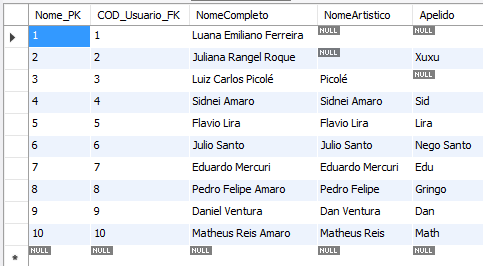 Nome_PK COD_Usuario_FK NomeCompleto NomeArtistico Apelido
1 1 Luana Emiliano Ferreira NULL NULL
2 2 Juliana Rangel Roque NULL Xuxu
3 3 Luiz Carlos Picolé Picolé NULL
4 4 Sidnei Amaro Sidnei Amaro Sid
5 5 Flavio Lira Flavio Lira Lira
6 6 Julio Santo Julio Santo Nego Santo
7 7 Eduardo Mercuri Eduardo Mercuri Edu
8 8 Pedro Felipe Amaro Pedro Felipe Gringo
9 9 Daniel Ventura Dan Ventura Dan
10 10 Matheus Reis Amaro Matheus Reis Math
NULL NULL NULL NULL NULL